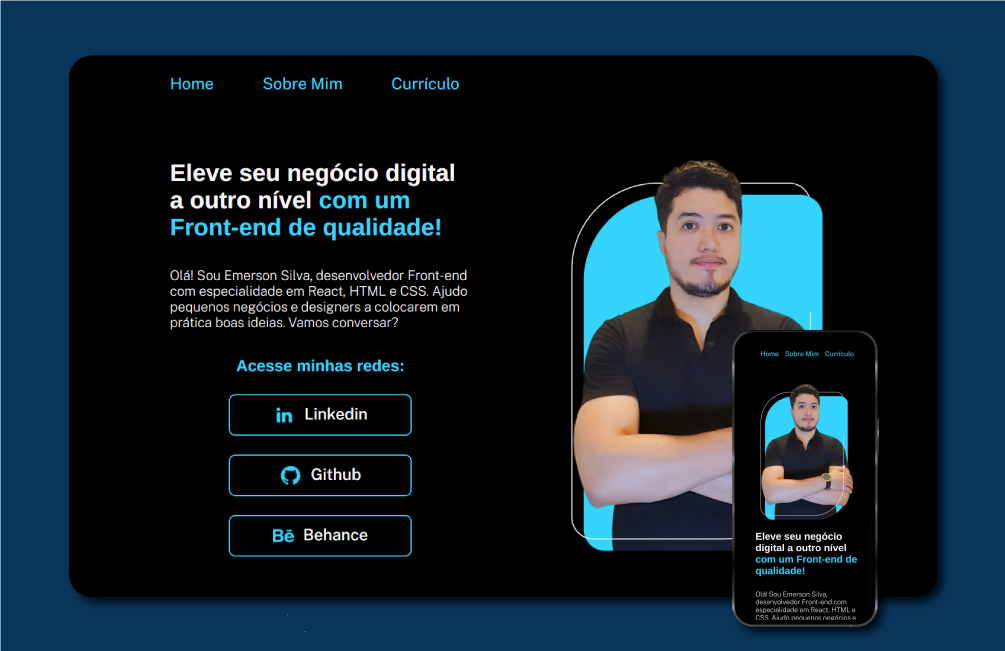 Home Sobre Mim Currículo
Eleve seu negócio digital
a outro nível com um
Front-end de qualidade!
Olá! Sou Emerson Silva, desenvolvedor Front-end
com especialidade em React, HTML e CSS. Ajudo
pequenos negócios e designers a colocarem em
prática boas ideias. Vamos conversar?
Acesse minhas redes:
in Linkedin
Github
Bē Behance
Home Sobre Mim Currículo
Eleve seu negócio
digital a outro nível
com um Front-end de
qualidade!
Olá! Sou Emerson Silva,
desenvolvedor Front-end com
especialidade em React, HTML e
CSS. Ajudo pequenos negócios e